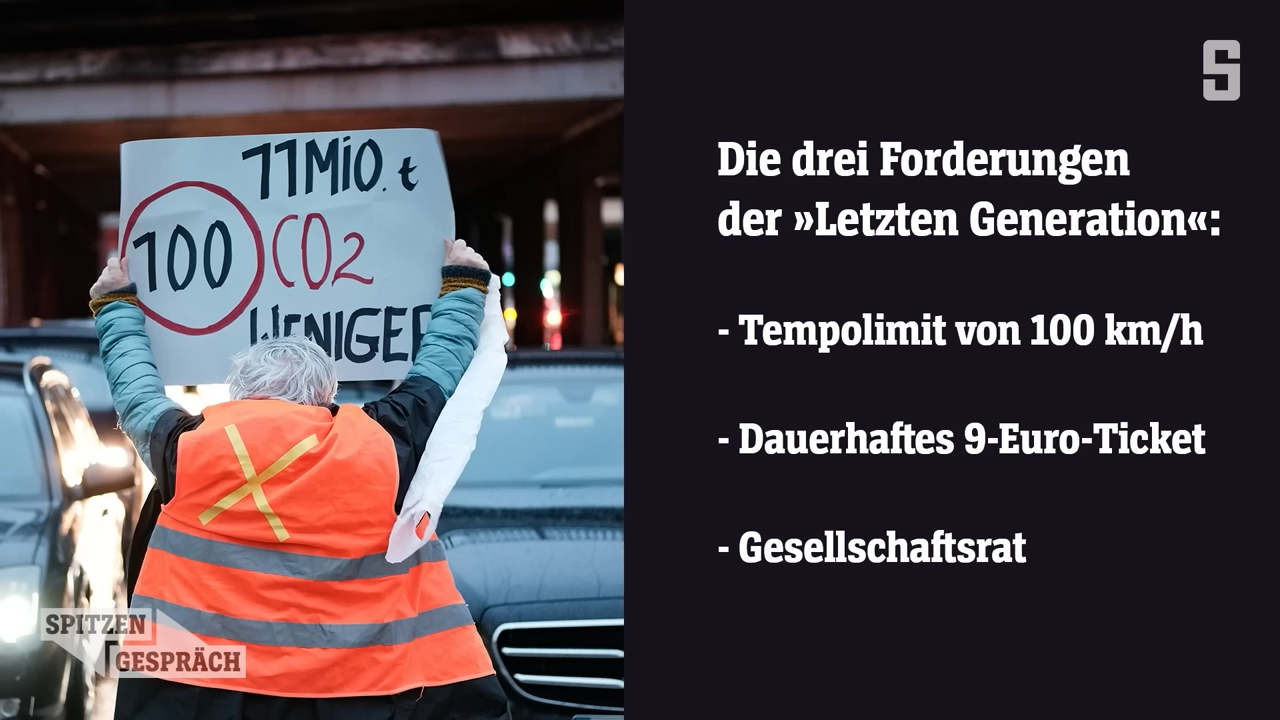 11 Mio. t
100
CO2
WENIGER
S
Die drei Forderungen
der »Letzten Generation«:
- Tempolimit von 100 km/h
- Dauerhaftes 9-Euro-Ticket
- Gesellschaftsrat
SPITZEN
GESPRÄCH